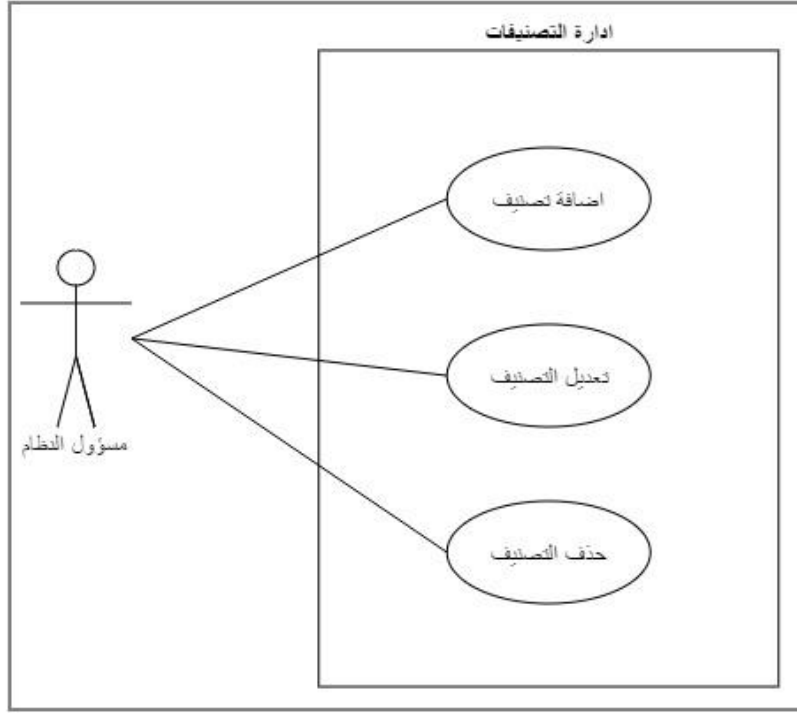 ادارة التصنيفات
اضافة تصنيف
تعديل التصنيف
مسؤول النظام
حذف التصنيف